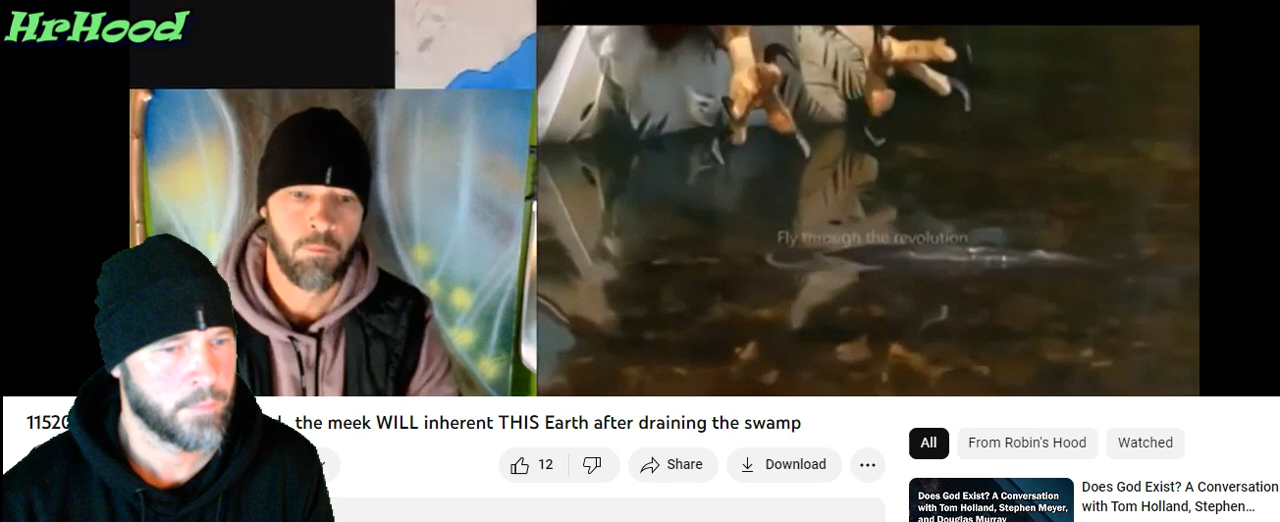 HrHood
Fly through the revolution
11520
the meek WILL inherent THIS Earth after draining the swamp
12
Share
Download
All
From Robin's Hood
Watched
Does God Exist? A Conversation
with Tom Holland, Stephen Meyer,
and Douglas Murray
Does God Exist? A Conversation
with Tom Holland, Stephen...